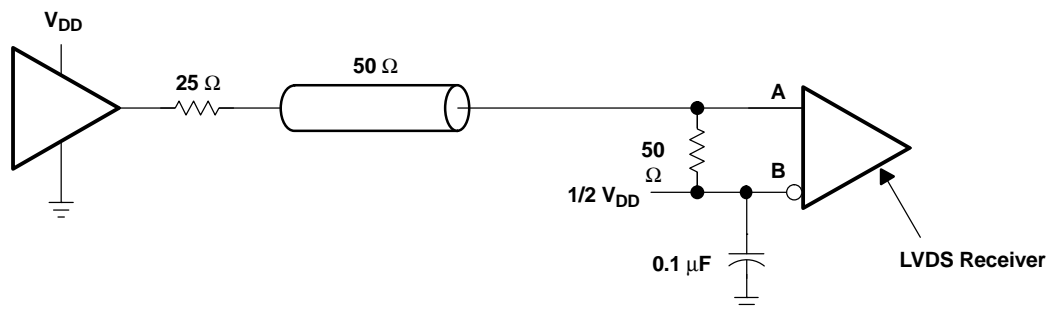 VDD
25 Ω
50 Ω
A
50
Ω
B
1/2 VDD
0.1 μF
LVDS Receiver